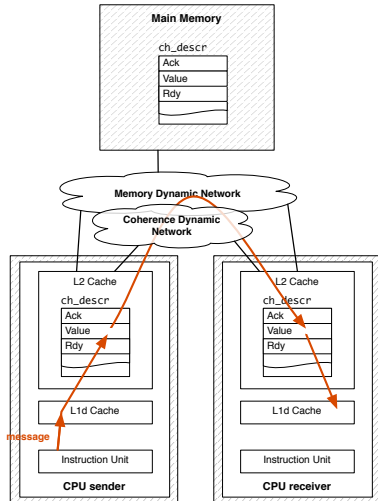 Main Memory
ch_descr
Ack
Value
Rdy
Memory Dynamic Network
Coherence Dynamic
Network
L2 Cache
ch_descr
Ack
Value
Rdy
L1d Cache
message
Instruction Unit
CPU sender
L2 Cache
ch_descr
Ack
Value
Rdy
L1d Cache
Instruction Unit
CPU receiver